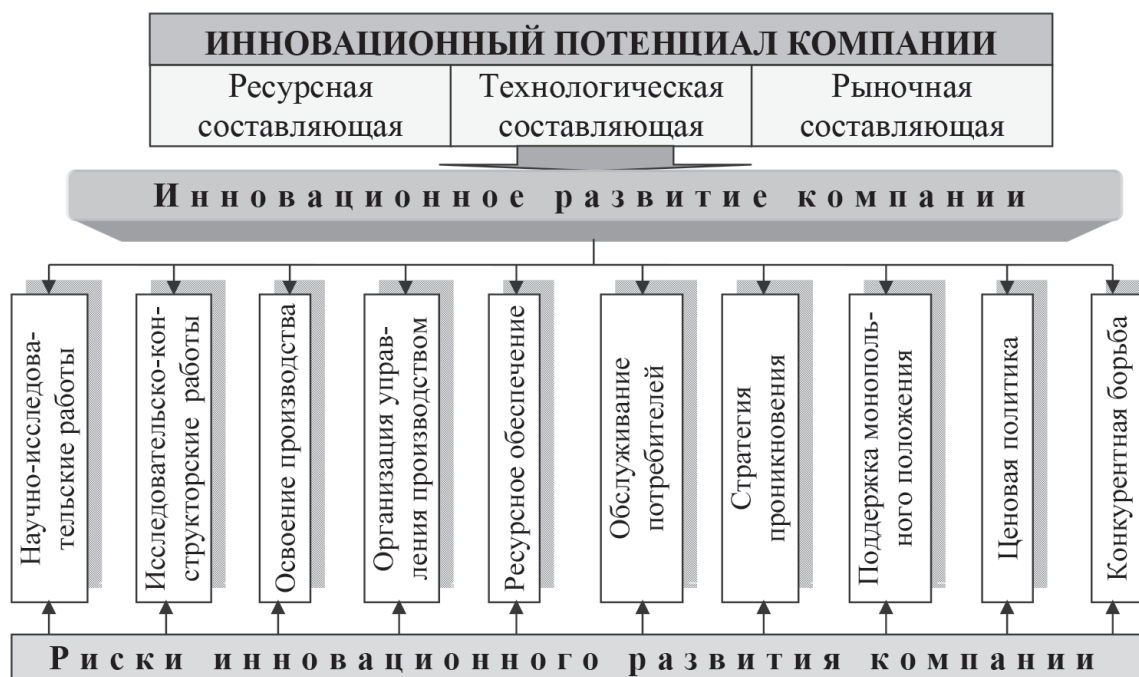 ИННОВАЦИОННЫЙ ПОТЕНЦИАЛ КОМПАНИИ
Ресурсная
составляющая
Технологическая
составляющая
Рыночная
составляющая
Инновационное развитие компании
Научно-исследова-
тельские работы
Исследовательско-кон-
структорские работы
Освоение производства
Организация управ-
ления производством
Ресурсное обеспечение
Обслуживание
потребителей
Стратегия
проникновения
Поддержка монополь-
ного положения
Ценовая политика
Конкурентная борьба
Риски инновационного развития компании